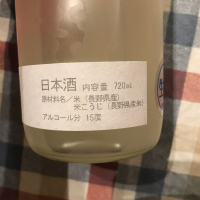 日本酒 内容量 720mL
原材料名／米（長野県産）
米こうじ（長野県産米）
アルコール分 15度